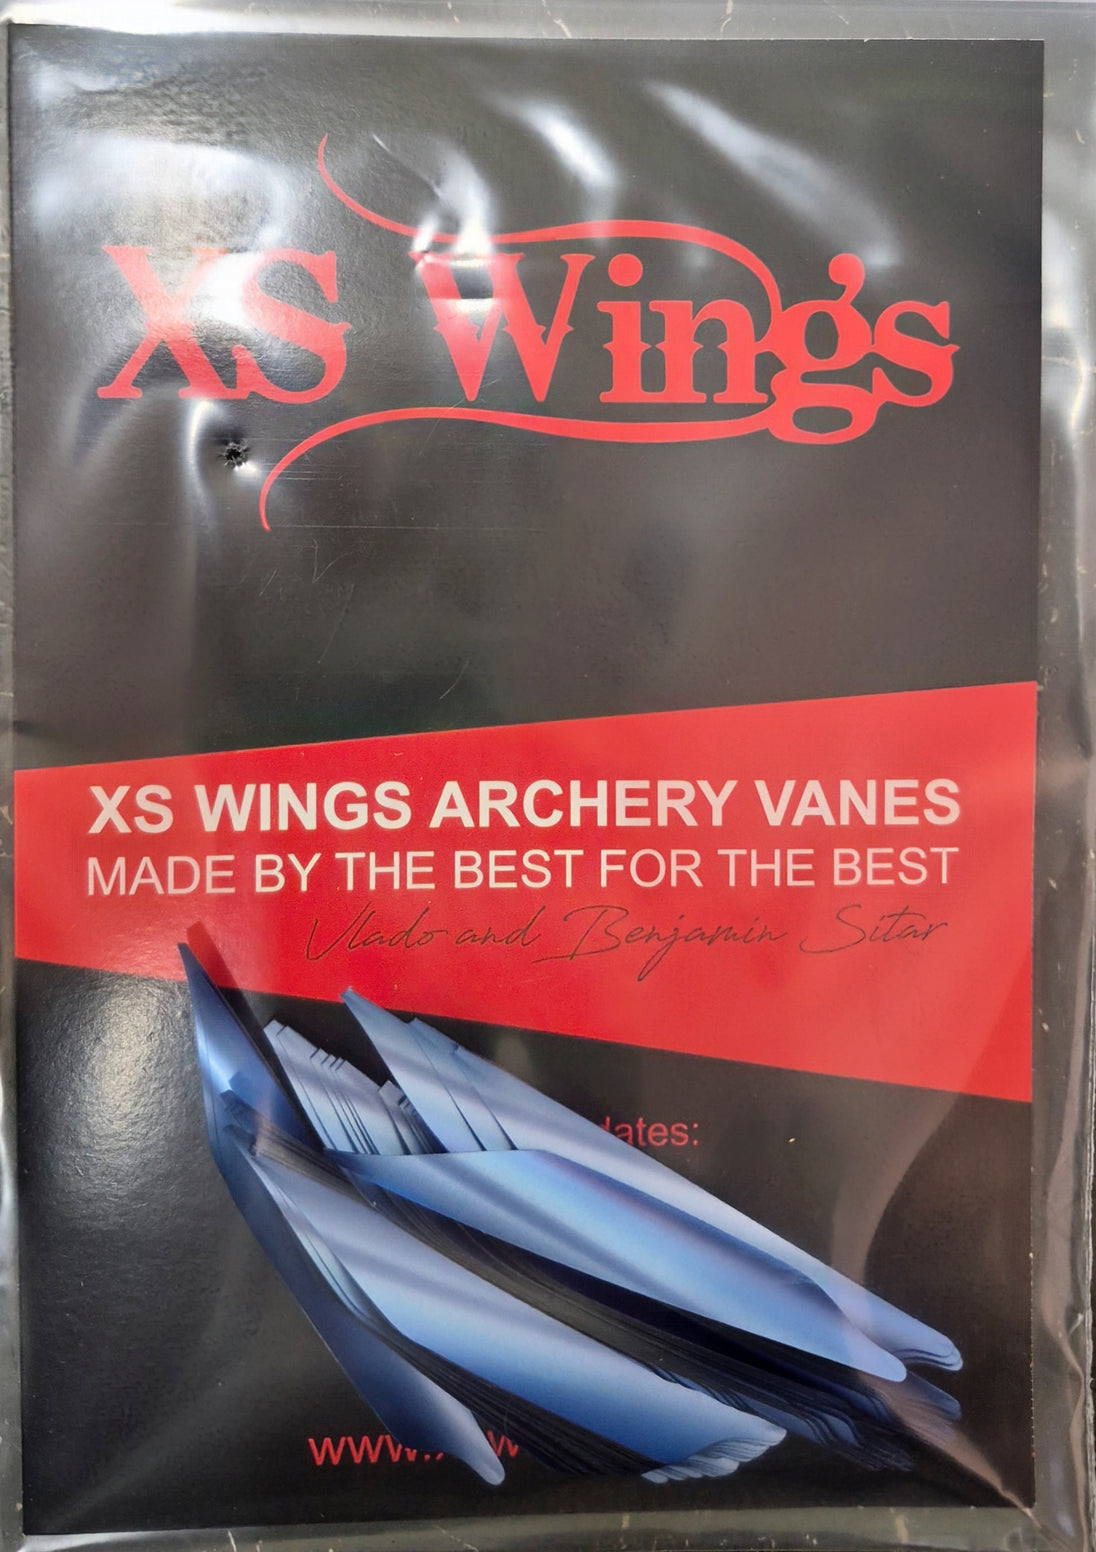 XS Wings
XS WINGS ARCHERY VANES
MADE BY THE BEST FOR THE BEST
Vlado and Benjamin Sitar